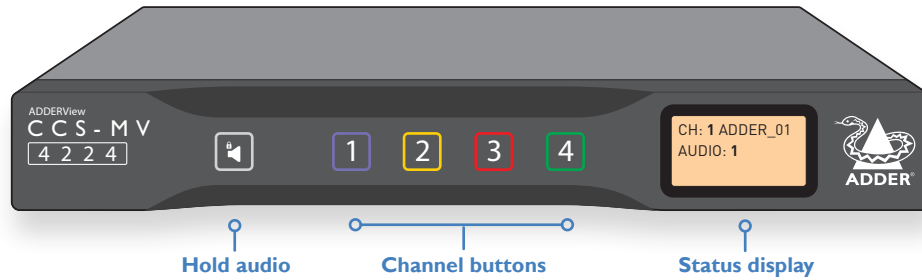 ADDERView
CCS-MV
4224
1
2
3
4
CH: 1 ADDER_01
AUDIO: 1
ADDER®
Hold audio
Channel buttons
Status display